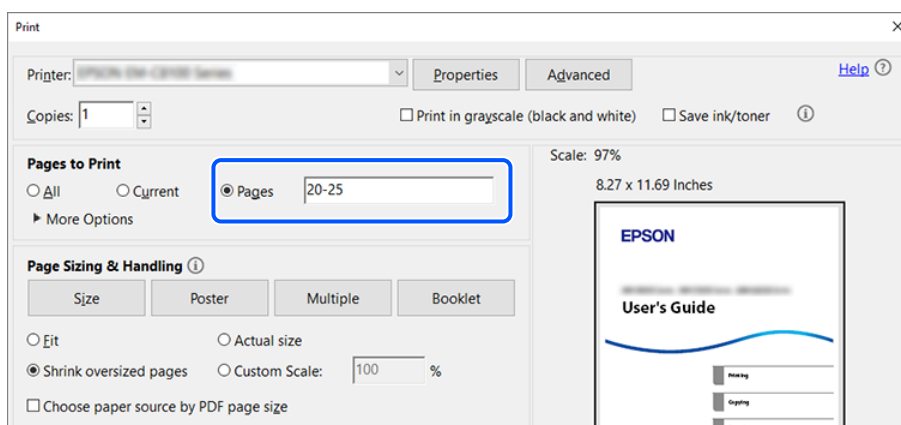 Print
Printer:
Properties
Advanced
Help
Copies: 1
Print in grayscale (black and white)
Save ink/toner
Pages to Print
All
Current
Pages 20-25
More Options
Scale: 97%
8.27 x 11.69 Inches
EPSON
User's Guide
Printing
Copying
Page Sizing & Handling
Size
Poster
Multiple
Booklet
Fit
Actual size
Shrink oversized pages
Custom Scale: 100 %
Choose paper source by PDF page size